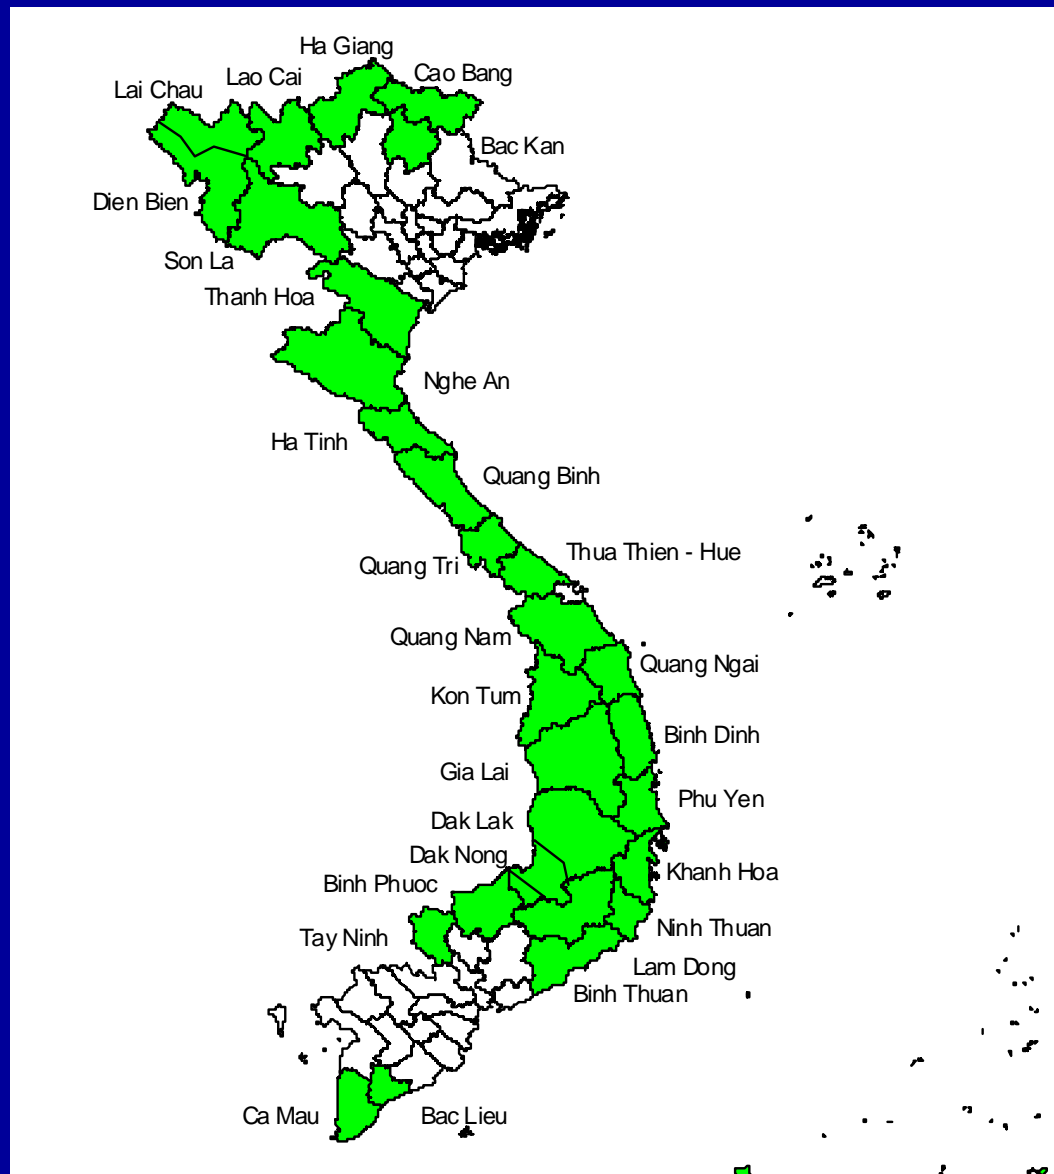 Ha Giang
Lao Cai
Cao Bang
Lai Chau
Bac Kan
Dien Bien
Son La
Thanh Hoa
Nghe An
Ha Tinh
Quang Binh
Thua Thien - Hue
Quang Tri
Quang Nam
Quang Ngai
Kon Tum
Binh Dinh
Gia Lai
Phu Yen
Dak Lak
Dak Nong
Khanh Hoa
Binh Phuoc
Ninh Thuan
Tay Ninh
Lam Dong
Binh Thuan
Ca Mau
Bac Lieu